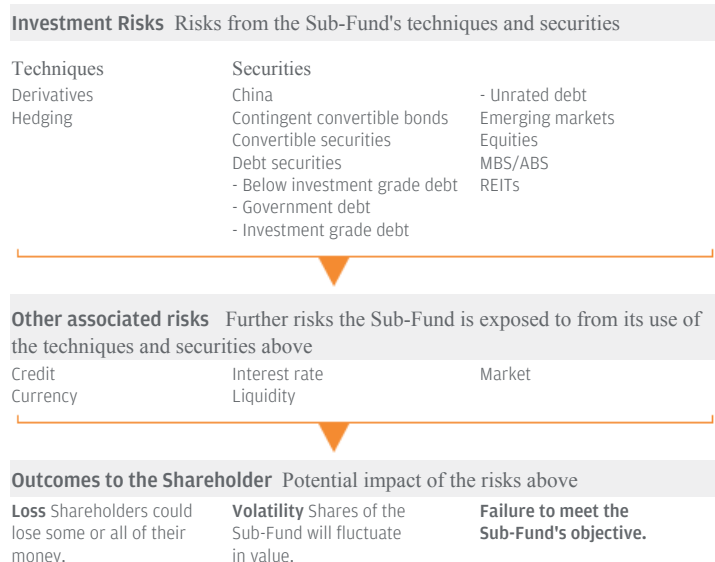 Investment Risks Risks from the Sub-Fund's techniques and securities
Techniques
Derivatives
Hedging
Securities
China
Contingent convertible bonds
Convertible securities
Debt securities
- Below investment grade debt
- Government debt
- Investment grade debt
- Unrated debt
Emerging markets
Equities
MBS/ABS
REITs
Other associated risks Further risks the Sub-Fund is exposed to from its use of
the techniques and securities above
Credit
Currency
Interest rate
Liquidity
Market
Outcomes to the Shareholder Potential impact of the risks above
Loss Shareholders could
lose some or all of their
money.
Volatility Shares of the
Sub-Fund will fluctuate
in value.
Failure to meet the
Sub-Fund's objective.